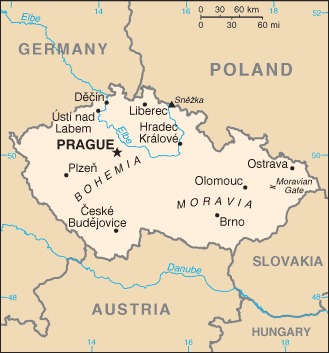 14
Elbe
0 30 60 km
0 30 60 mi
52
GERMANY
POLAND
Děčín
Liberec
Sněžka
Ústí nad
Labem
Elbe
Hradec
Králové
PRAGUE
50
50
Ostrava
Plzeň
BOHEMIA
Olomouc
Moravian
Gate
MORAVIA
České
Budějovice
Brno
SLOVAKIA
Danube
48
48
AUSTRIA
HUNGARY
14
16
18